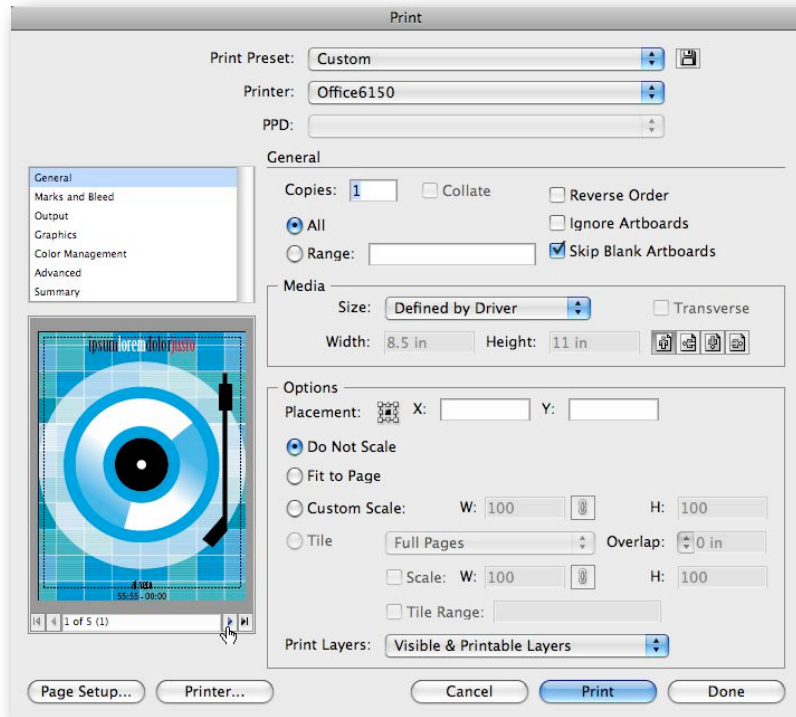 Print
Print Preset: Custom
Printer: Office6150
PPD:
General
Marks and Bleed
Output
Graphics
Color Management
Advanced
Summary
ipsumloremdolorjusto
55:55 - 00:00
1 of 5 (1)
General
Copies: 1 Collate Reverse Order
All Ignore Artboards
Range: Skip Blank Artboards
Media
Size: Defined by Driver Transverse
Width: 8.5 in Height: 11 in
Options
Placement: X: Y:
Do Not Scale
Fit to Page
Custom Scale: W: 100 H: 100
Tile Full Pages Overlap: 0 in
Scale: W: 100 H: 100
Tile Range:
Print Layers: Visible & Printable Layers
Page Setup... Printer... Cancel Print Done